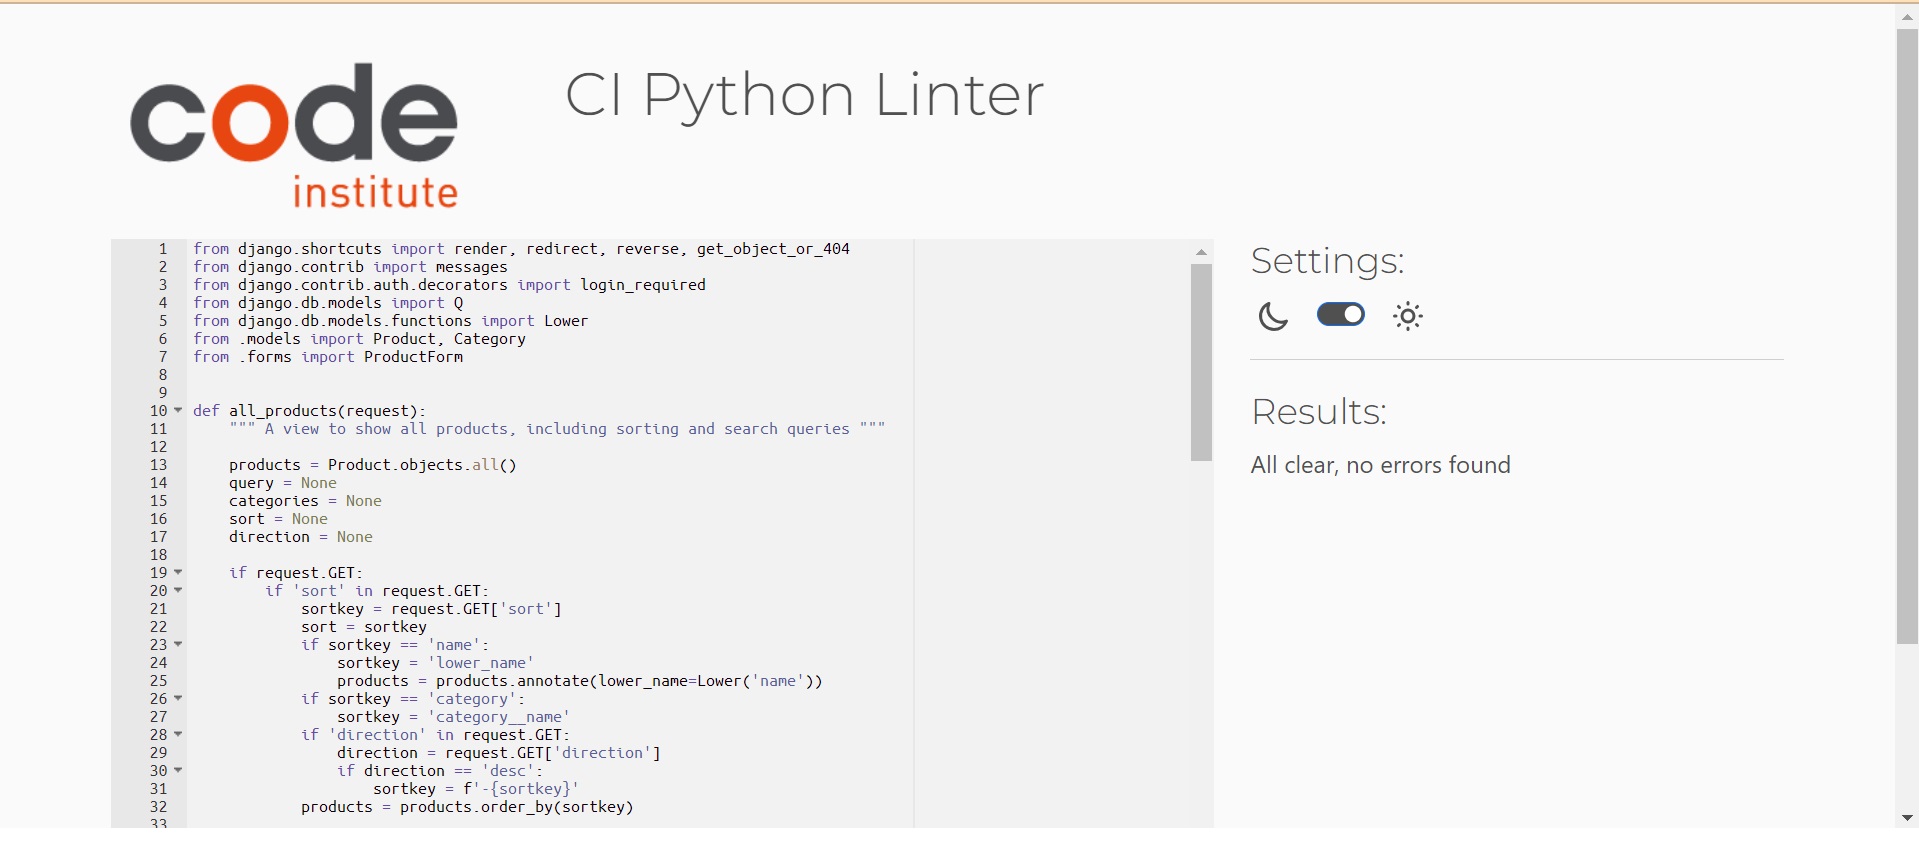 code
institute
CI Python Linter
1 from django.shortcuts import render, redirect, reverse, get_object_or_404
2 from django.contrib import messages
3 from django.contrib.auth.decorators import login_required
4 from django.db.models import Q
5 from django.db.models.functions import Lower
6 from .models import Product, Category
7 from .forms import ProductForm
8
9
10 def all_products(request):
11     """ A view to show all products, including sorting and search queries """
12
13     products = Product.objects.all()
14     query = None
15     categories = None
16     sort = None
17     direction = None
18
19     if request.GET:
20         if 'sort' in request.GET:
21             sortkey = request.GET['sort']
22             sort = sortkey
23             if sortkey == 'name':
24                 sortkey = 'lower_name'
25                 products = products.annotate(lower_name=Lower('name'))
26             if sortkey == 'category':
27                 sortkey = 'category__name'
28             if 'direction' in request.GET:
29                 direction = request.GET['direction']
30                 if direction == 'desc':
31                     sortkey = f'-{sortkey}'
32             products = products.order_by(sortkey)
33
Settings:
Results:
All clear, no errors found